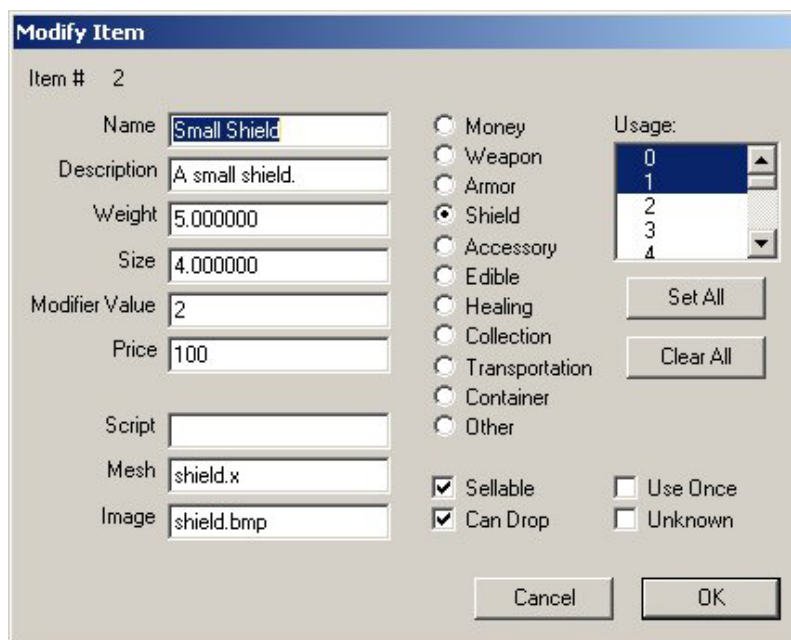 Modify Item
Item # 2
Name Small Shield
Description A small shield.
Weight 5.000000
Size 4.000000
Modifier Value 2
Price 100
Script
Mesh shield.x
Image shield.bmp
Money
Weapon
Armor
Shield
Accessory
Edible
Healing
Collection
Transportation
Container
Other
Sellable
Can Drop
Usage:
0
1
2
3
4
Set All
Clear All
Use Once
Unknown
Cancel
OK